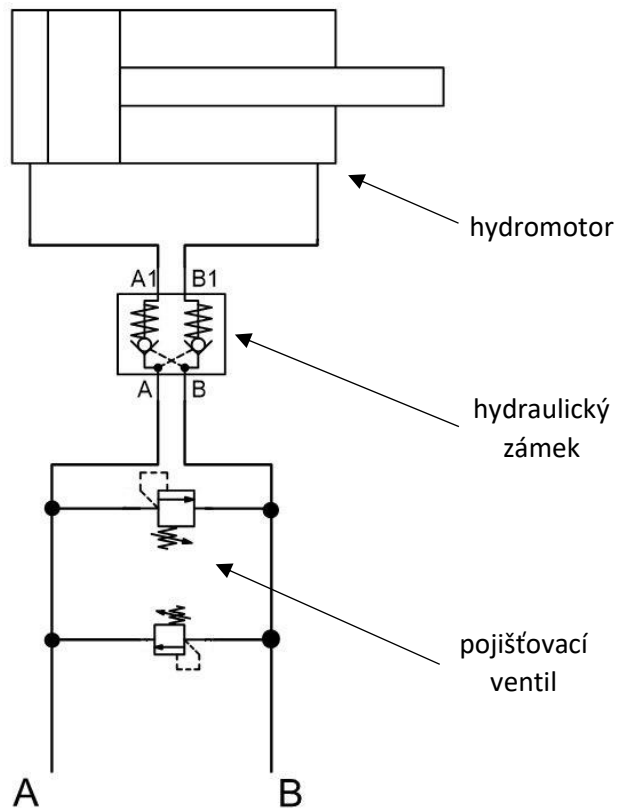 hydromotor
A1 B1
A B
hydraulický
zámek
pojišťovací
ventil
A B